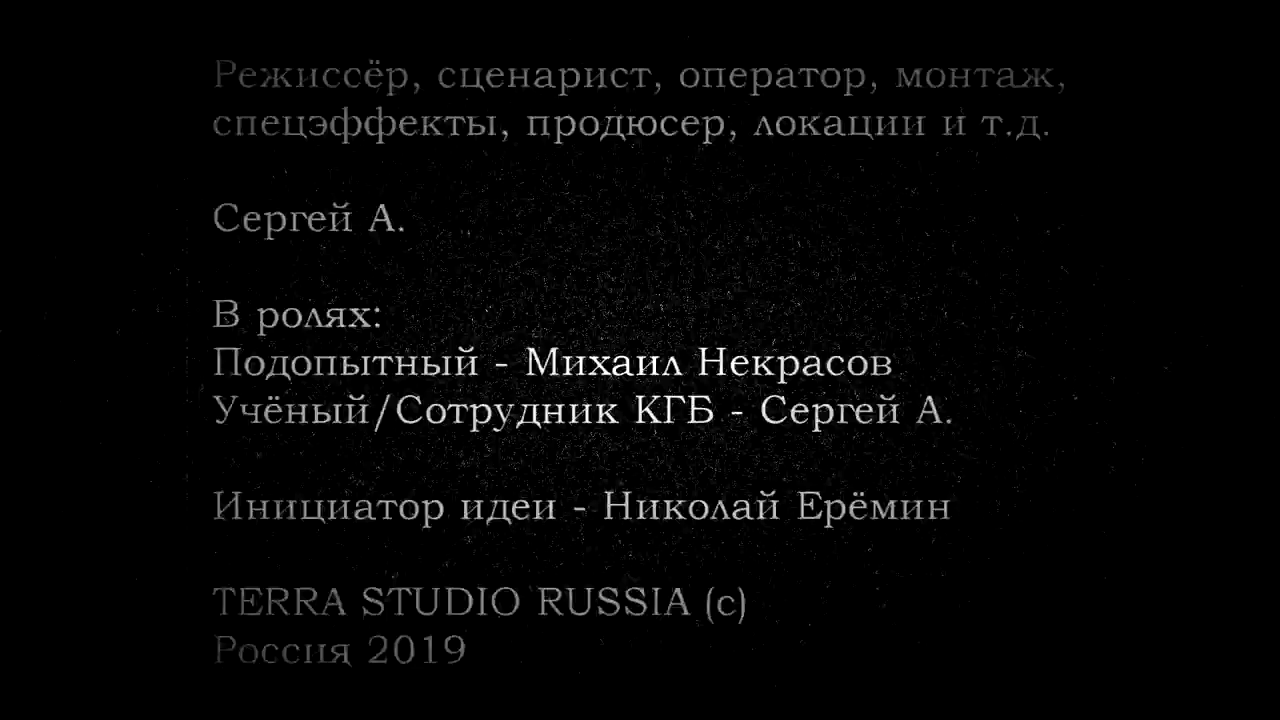 Режиссёр, сценарист, оператор, монтаж,
спецэффекты, продюсер, локации и т.д.
Сергей А.
В ролях:
Подопытный - Михаил Некрасов
Учёный/Сотрудник КГБ - Сергей А.
Инициатор идеи - Николай Ерёмин
TERRA STUDIO RUSSIA (c)
Россия 2019